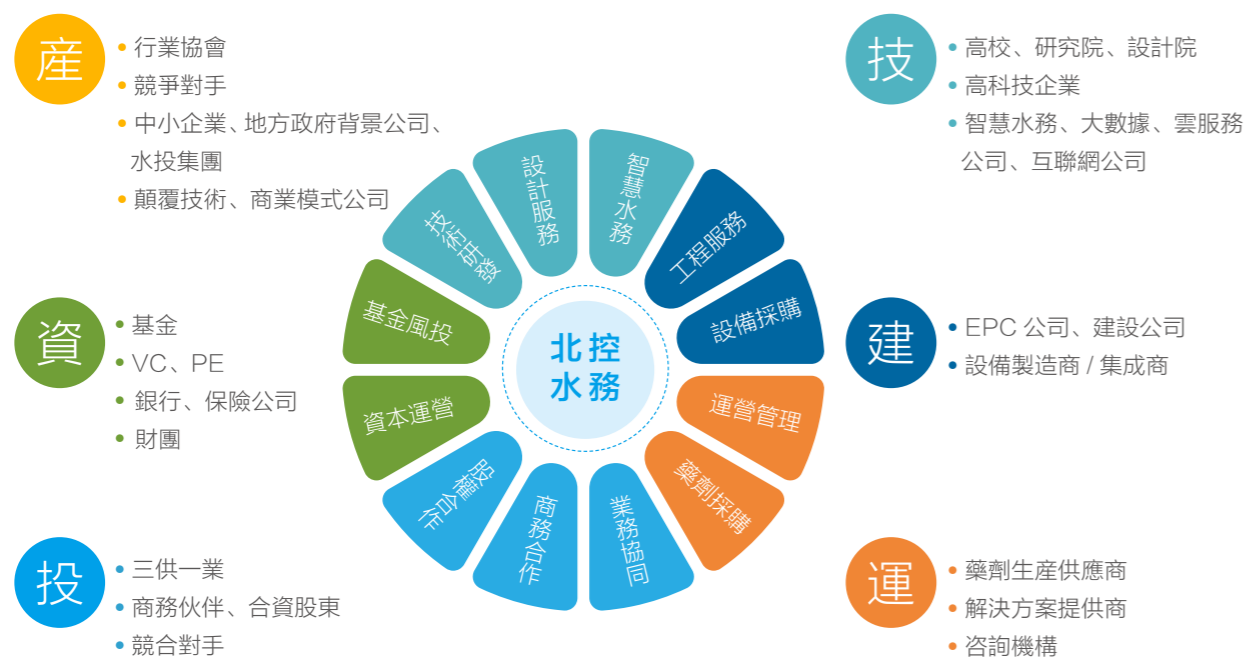 産
• 行業協會
• 競爭對手
• 中小企業、地方政府背景公司、
水投集團
• 顛覆技術、商業模式公司
技
• 高校、研究院、設計院
• 高科技企業
• 智慧水務、大數據、雲服務
公司、互聯網公司
資
• 基金
• VC、PE
• 銀行、保險公司
• 財團
建
• EPC 公司、建設公司
• 設備製造商 / 集成商
投
• 三供一業
• 商務伙伴、合資股東
• 競合對手
運
• 藥劑生産供應商
• 解決方案提供商
• 咨詢機構
北控
水務
智慧水務
工程服務
設備採購
運營管理
藥劑採購
業務協同
商務合作
股權合作
資本運營
基金風投
技術研發
設計服務